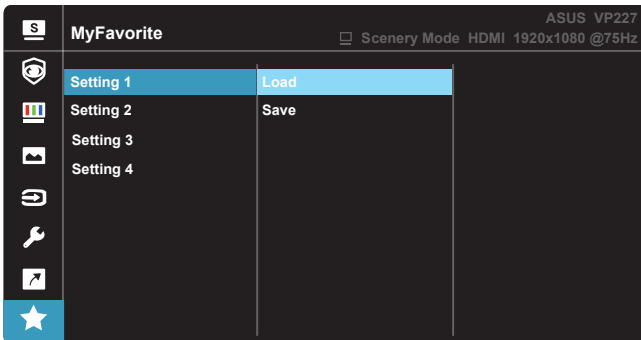 ASUS VP227
S MyFavorite
Scenery Mode HDMI 1920x1080 @75Hz
Setting 1 Load
Setting 2 Save
Setting 3
Setting 4